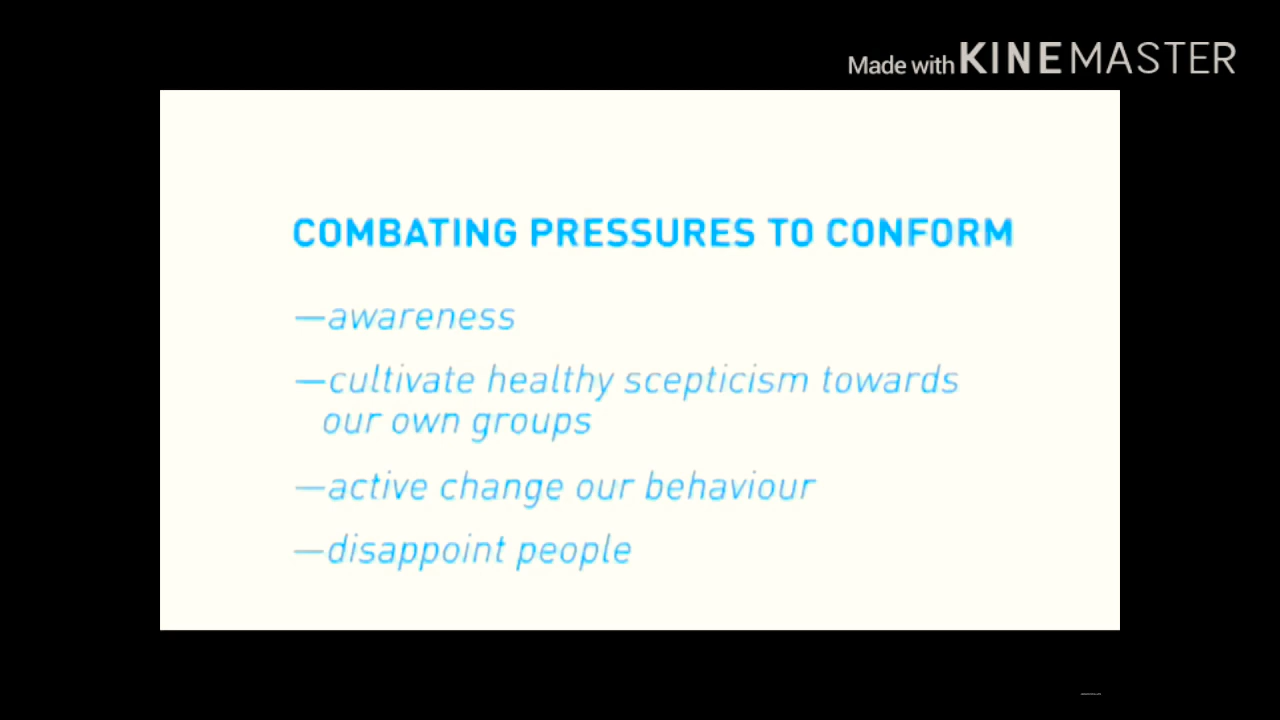 Made with KINEMASTER
COMBATING PRESSURES TO CONFORM
—awareness
—cultivate healthy scepticism towards
our own groups
—active change our behaviour
—disappoint people